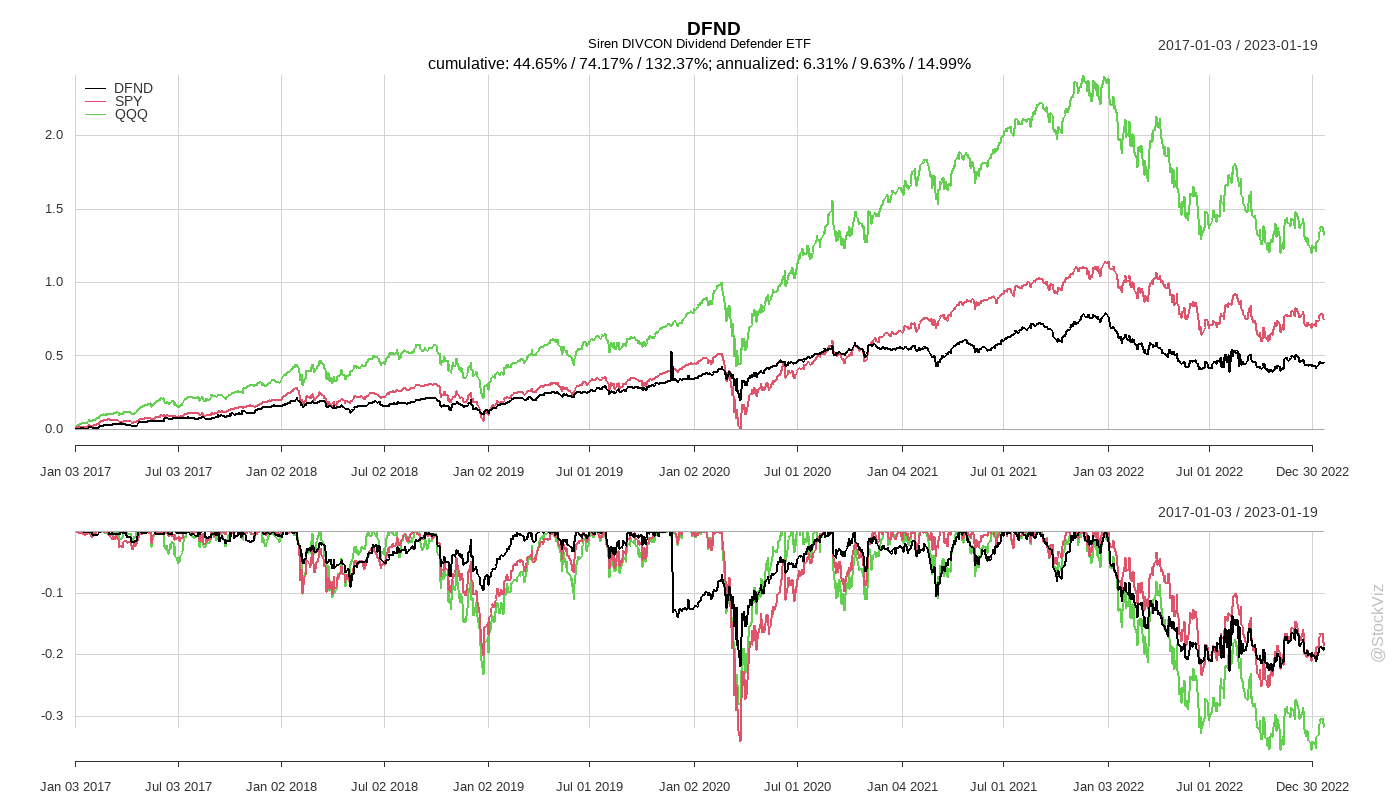 DFND
Siren DIVCON Dividend Defender ETF
2017-01-03 / 2023-01-19
cumulative: 44.65% / 74.17% / 132.37%; annualized: 6.31% / 9.63% / 14.99%
DFND
SPY
QQQ
2.0
1.5
1.0
0.5
0.0
Jan 03 2017 Jul 03 2017 Jan 02 2018 Jul 02 2018 Jan 02 2019 Jul 01 2019 Jan 02 2020 Jul 01 2020 Jan 04 2021 Jul 01 2021 Jan 03 2022 Jul 01 2022 Dec 30 2022
2017-01-03 / 2023-01-19
-0.1
-0.2
-0.3
Jan 03 2017 Jul 03 2017 Jan 02 2018 Jul 02 2018 Jan 02 2019 Jul 01 2019 Jan 02 2020 Jul 01 2020 Jan 04 2021 Jul 01 2021 Jan 03 2022 Jul 01 2022 Dec 30 2022
@StockViz